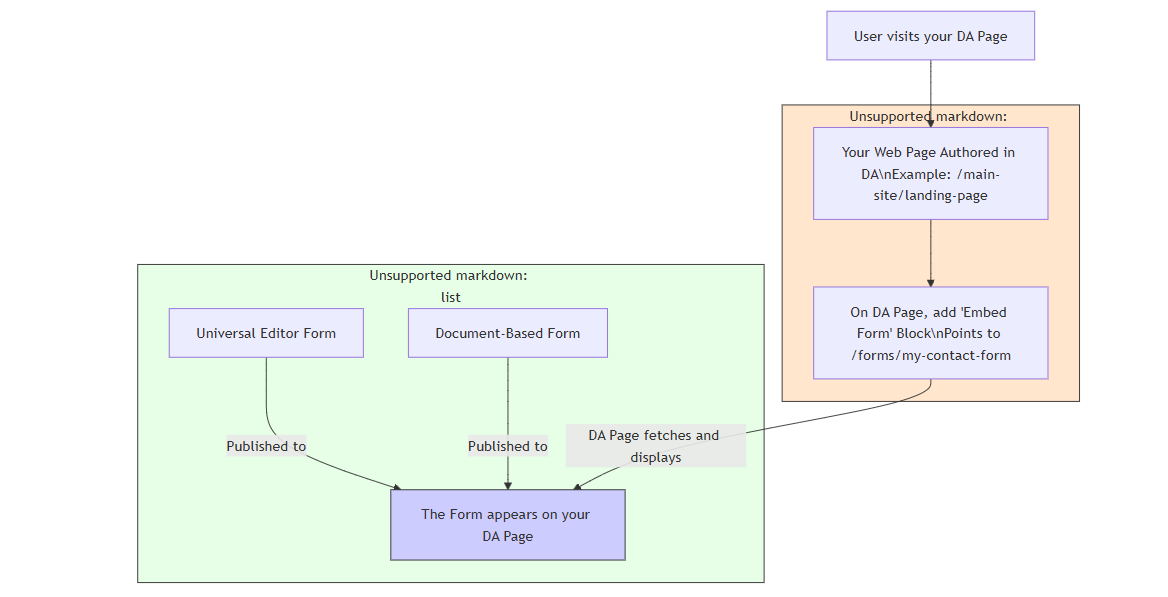 User visits your DA Page
Unsupported markdown:
Your Web Page Authored in
DA\nExample: /main-
site/landing-page
On DA Page, add 'Embed
Form' Block\nPoints to
/forms/my-contact-form
Unsupported markdown:
list
Universal Editor Form
Document-Based Form
Published to
Published to
DA Page fetches and
displays
The Form appears on your
DA Page